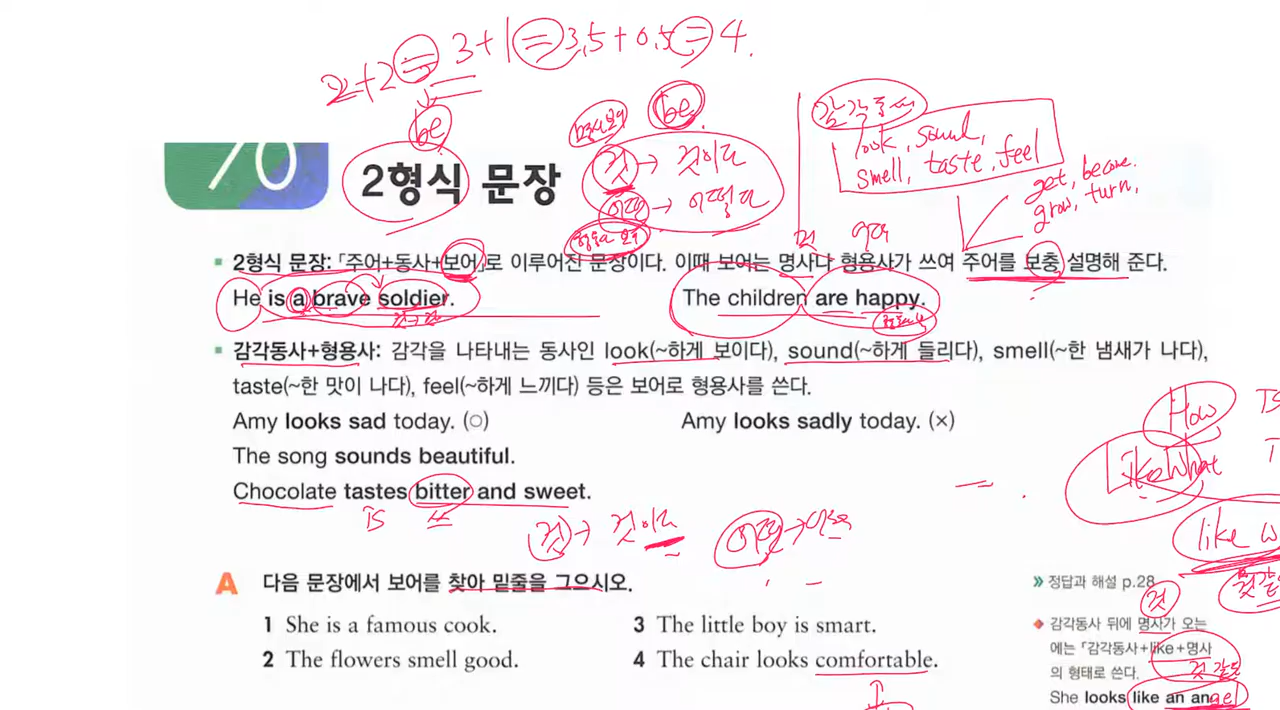 2+2=3+1=3.5+0.5=4.
be
be
감각동사
look, sound,
smell, taste, feel
get, become.
grow, turn,
것 → 것이다
70
2형식 문장
2형식 문장: 「주어+동사+보어」로 이루어진 문장이다. 이때 보어는 명사나 형용사가 쓰여 주어를 보충 설명해 준다.
He is a brave soldier.
The children are happy.
감각동사+형용사: 감각을 나타내는 동사인 look(~하게 보이다), sound(~하게 들리다), smell(~한 냄새가 나다),
taste(~한 맛이 나다), feel(~하게 느끼다) 등은 보어로 형용사를 쓴다.
Amy looks sad today. (○)
Amy looks sadly today. (×)
How
The song sounds beautiful.
Like What
Chocolate tastes bitter and sweet.
IS
것 → 것이다
like w
A 다음 문장에서 보어를 찾아 밑줄을 그으시오.
» 정답과 해설 p.28
것
1 She is a famous cook.
3 The little boy is smart.
2 The flowers smell good.
4 The chair looks comfortable.
감각동사 뒤에 명사가 오는
에는 「감각동사+like+명사
의 형태로 쓴다.
She looks like an angel